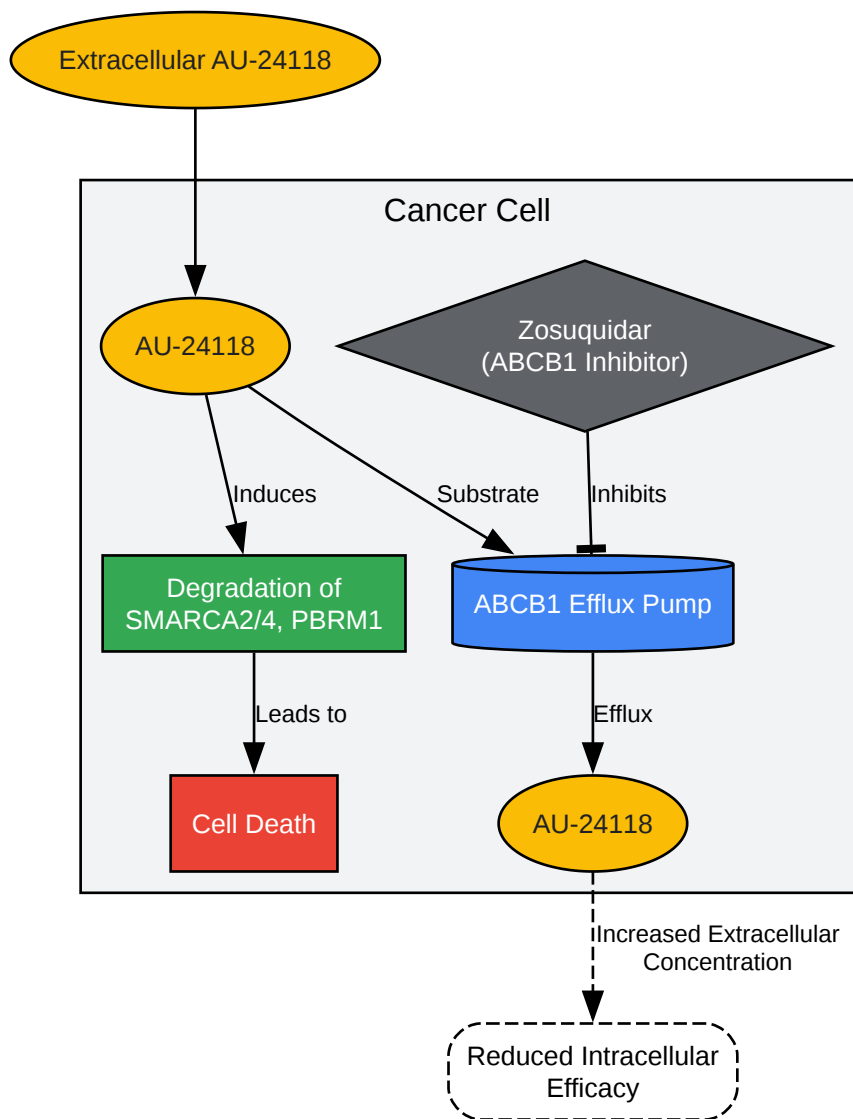 Extracellular AU-24118
Cancer Cell
Zosuquidar
(ABCB1 Inhibitor)
AU-24118
Induces
Substrate
Inhibits
Degradation of
SMARCA2/4, PBRM1
ABCB1 Efflux Pump
Leads to
Efflux
Cell Death
AU-24118
Increased Extracellular
Concentration
Reduced Intracellular
Efficacy